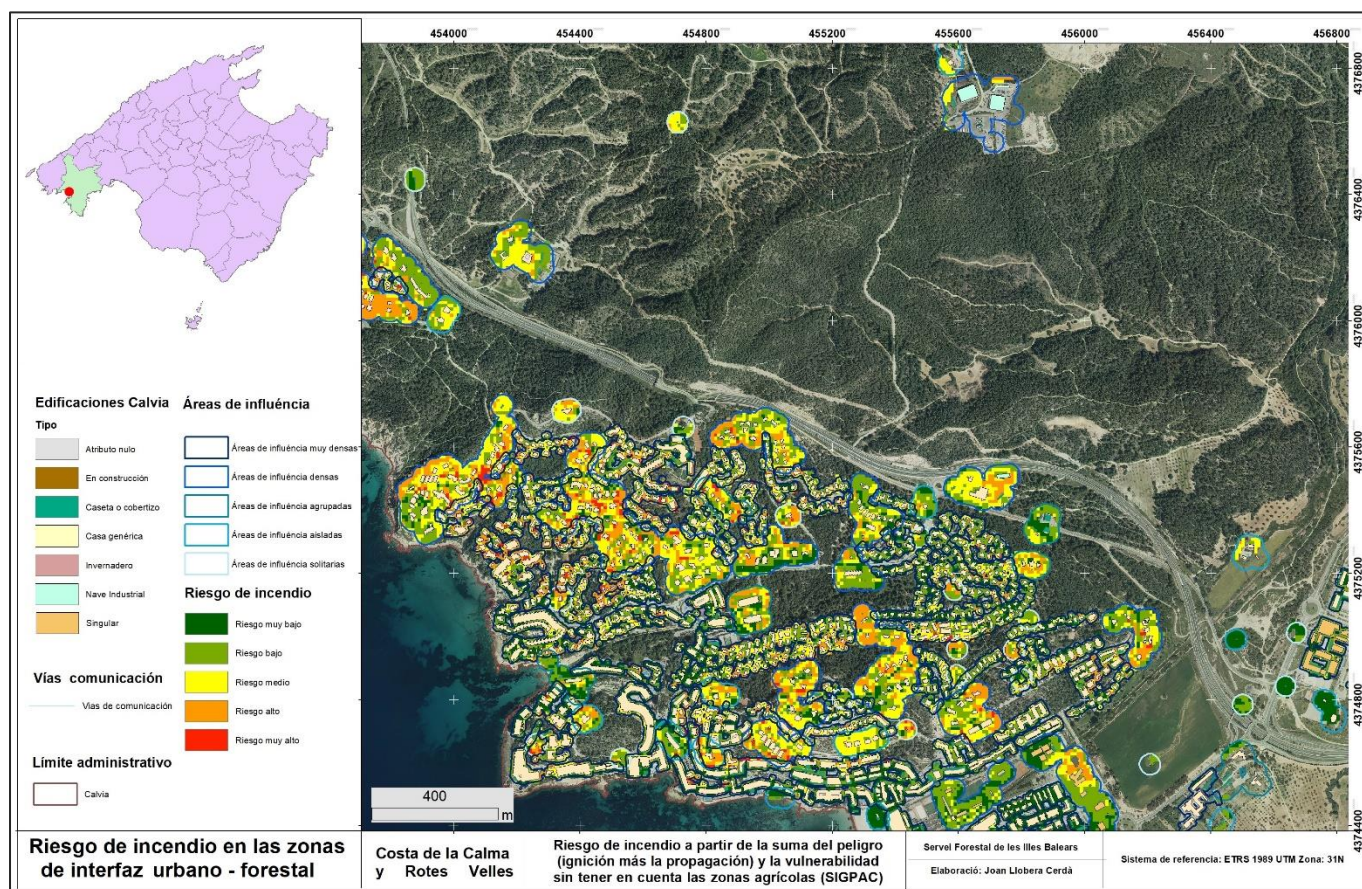 454000 454400 454800 455200 455600 456000 456400 456800
4376800
4376400
4376000
4375600
4375200
4374800
4374400
Edificaciones Calvia
Tipo
Atributo nulo
En construcción
Caseta o cobertizo
Casa genérica
Invernadero
Nave Industrial
Singular
Vías comunicación
Vias de comunicación
Límite administrativo
Calvia
Áreas de influéncia
Áreas de influéncia muy densas
Áreas de influéncia densas
Áreas de influéncia agrupadas
Áreas de influéncia aisladas
Áreas de influéncia solitarias
Riesgo de incendio
Riesgo muy bajo
Riesgo bajo
Riesgo medio
Riesgo alto
Riesgo muy alto
400
m
Riesgo de incendio en las zonas
de interfaz urbano - forestal
Costa de la Calma
y Rotes Velles
Riesgo de incendio a partir de la suma del peligro
(ignición más la propagación) y la vulnerabilidad
sin tener en cuenta las zonas agrícolas (SIGPAC)
Servei Forestal de les Illes Balears
Elaboració: Joan Llobera Cerdà
Sistema de referencia: ETRS 1989 UTM Zona: 31N